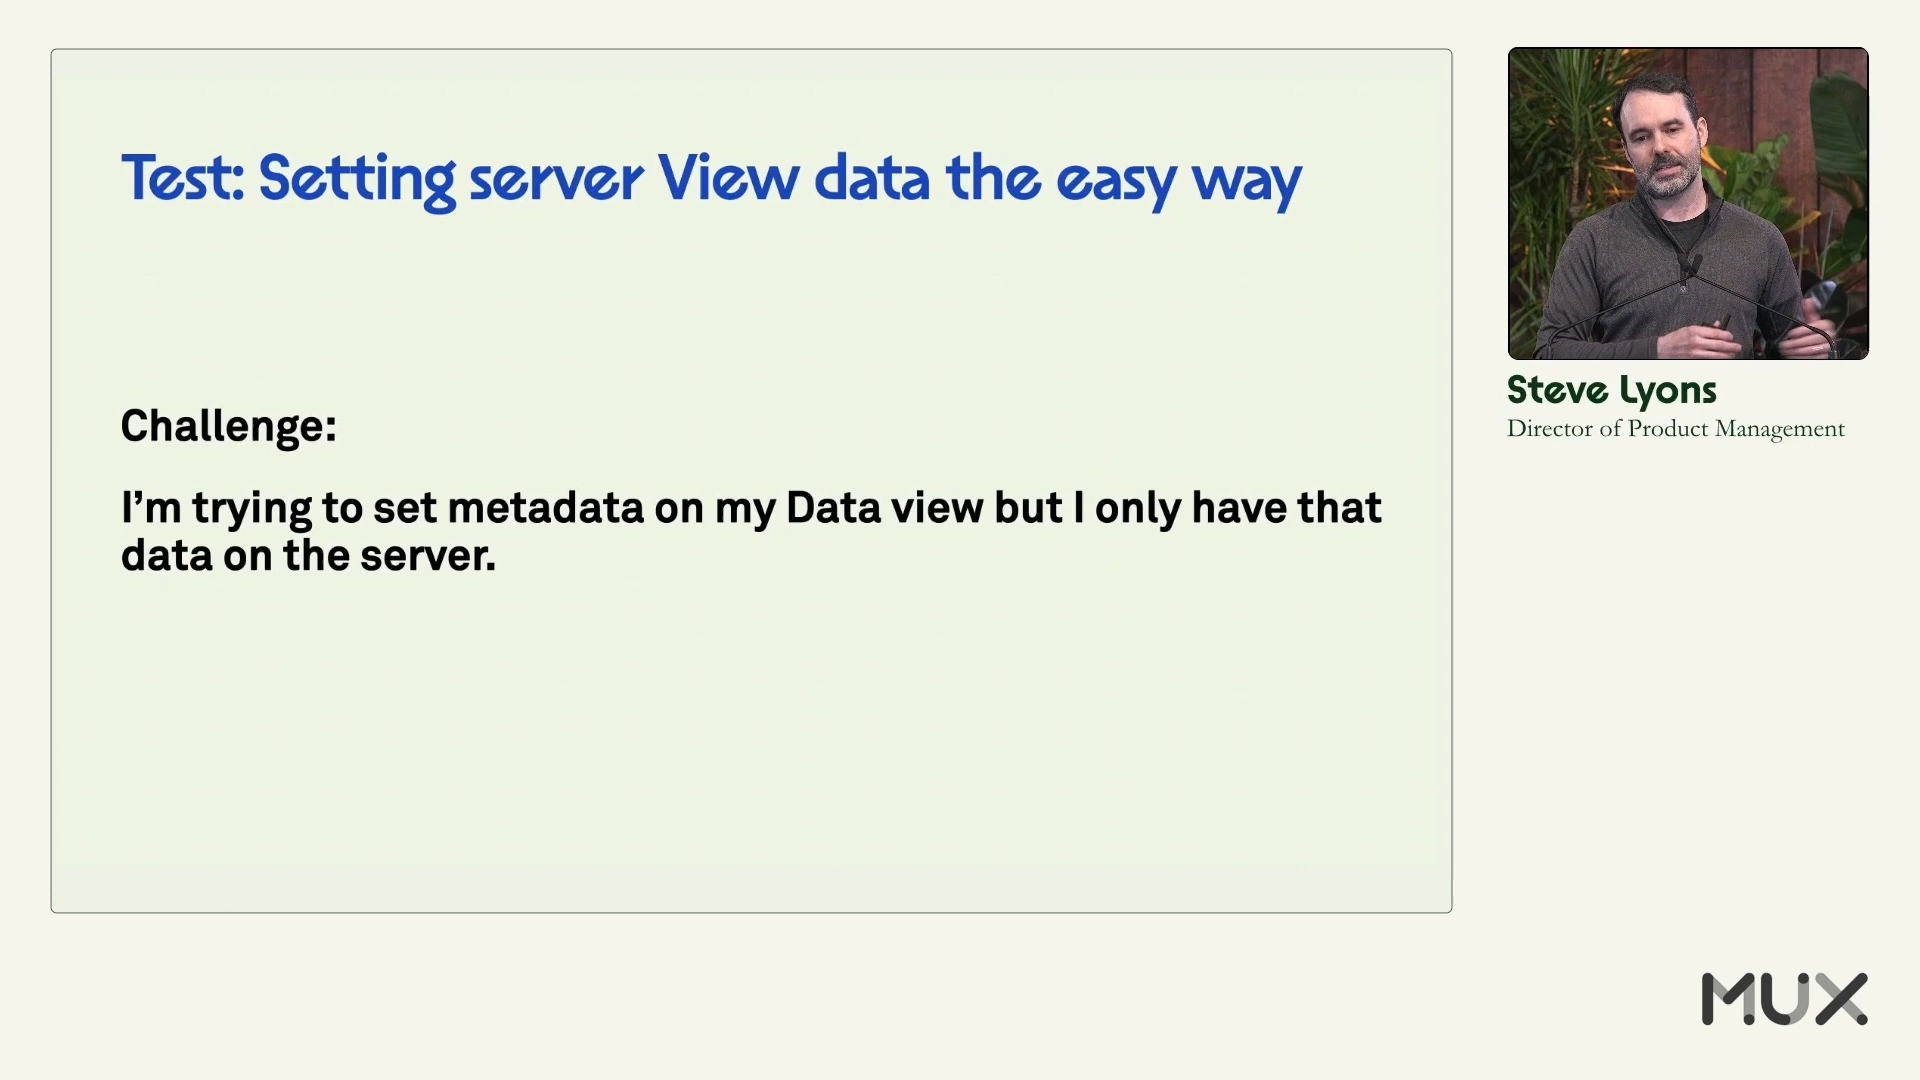 Test: Setting server View data the easy way
Challenge:
I’m trying to set metadata on my Data view but I only have that
data on the server.
Steve Lyons
Director of Product Management
MUX